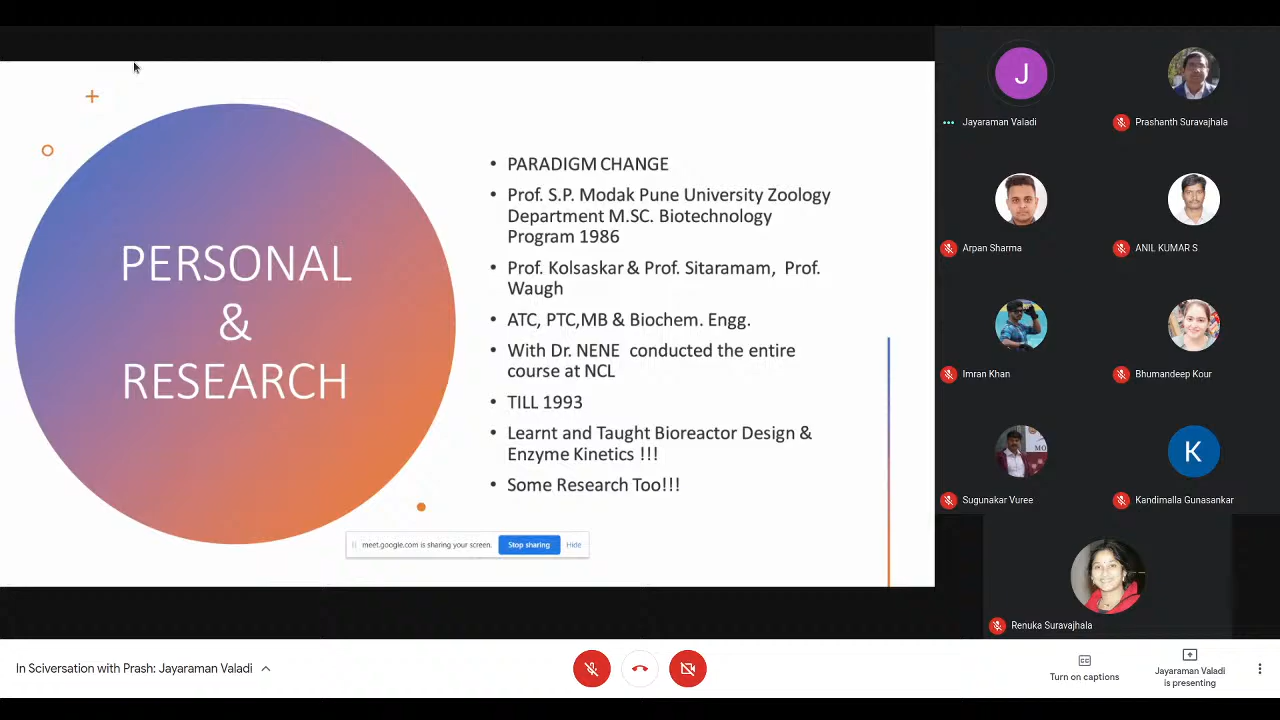 PERSONAL
&
RESEARCH
• PARADIGM CHANGE
• Prof. S.P. Modak Pune University Zoology
Department M.SC. Biotechnology
Program 1986
• Prof. Kolsaskar & Prof. Sitaramam, Prof.
Waugh
• ATC, PTC,MB & Biochem. Engg.
• With Dr. NENE conducted the entire
course at NCL
• TILL 1993
• Learnt and Taught Bioreactor Design &
Enzyme Kinetics !!!
• Some Research Too!!!
meet.google.com is sharing your screen. Stop sharing Hide
J
Jayaraman Valadi
Prashanth Suravajhala
Arpan Sharma
ANIL KUMAR S
Imran Khan
Bhumandeep Kour
MO
Sugunakar Vuree
K
Kandimalla Gunasankar
Renuka Suravajhala
In Sciversation with Prash: Jayaraman Valadi
CC
Turn on captions
Jayaraman Valadi
is presenting